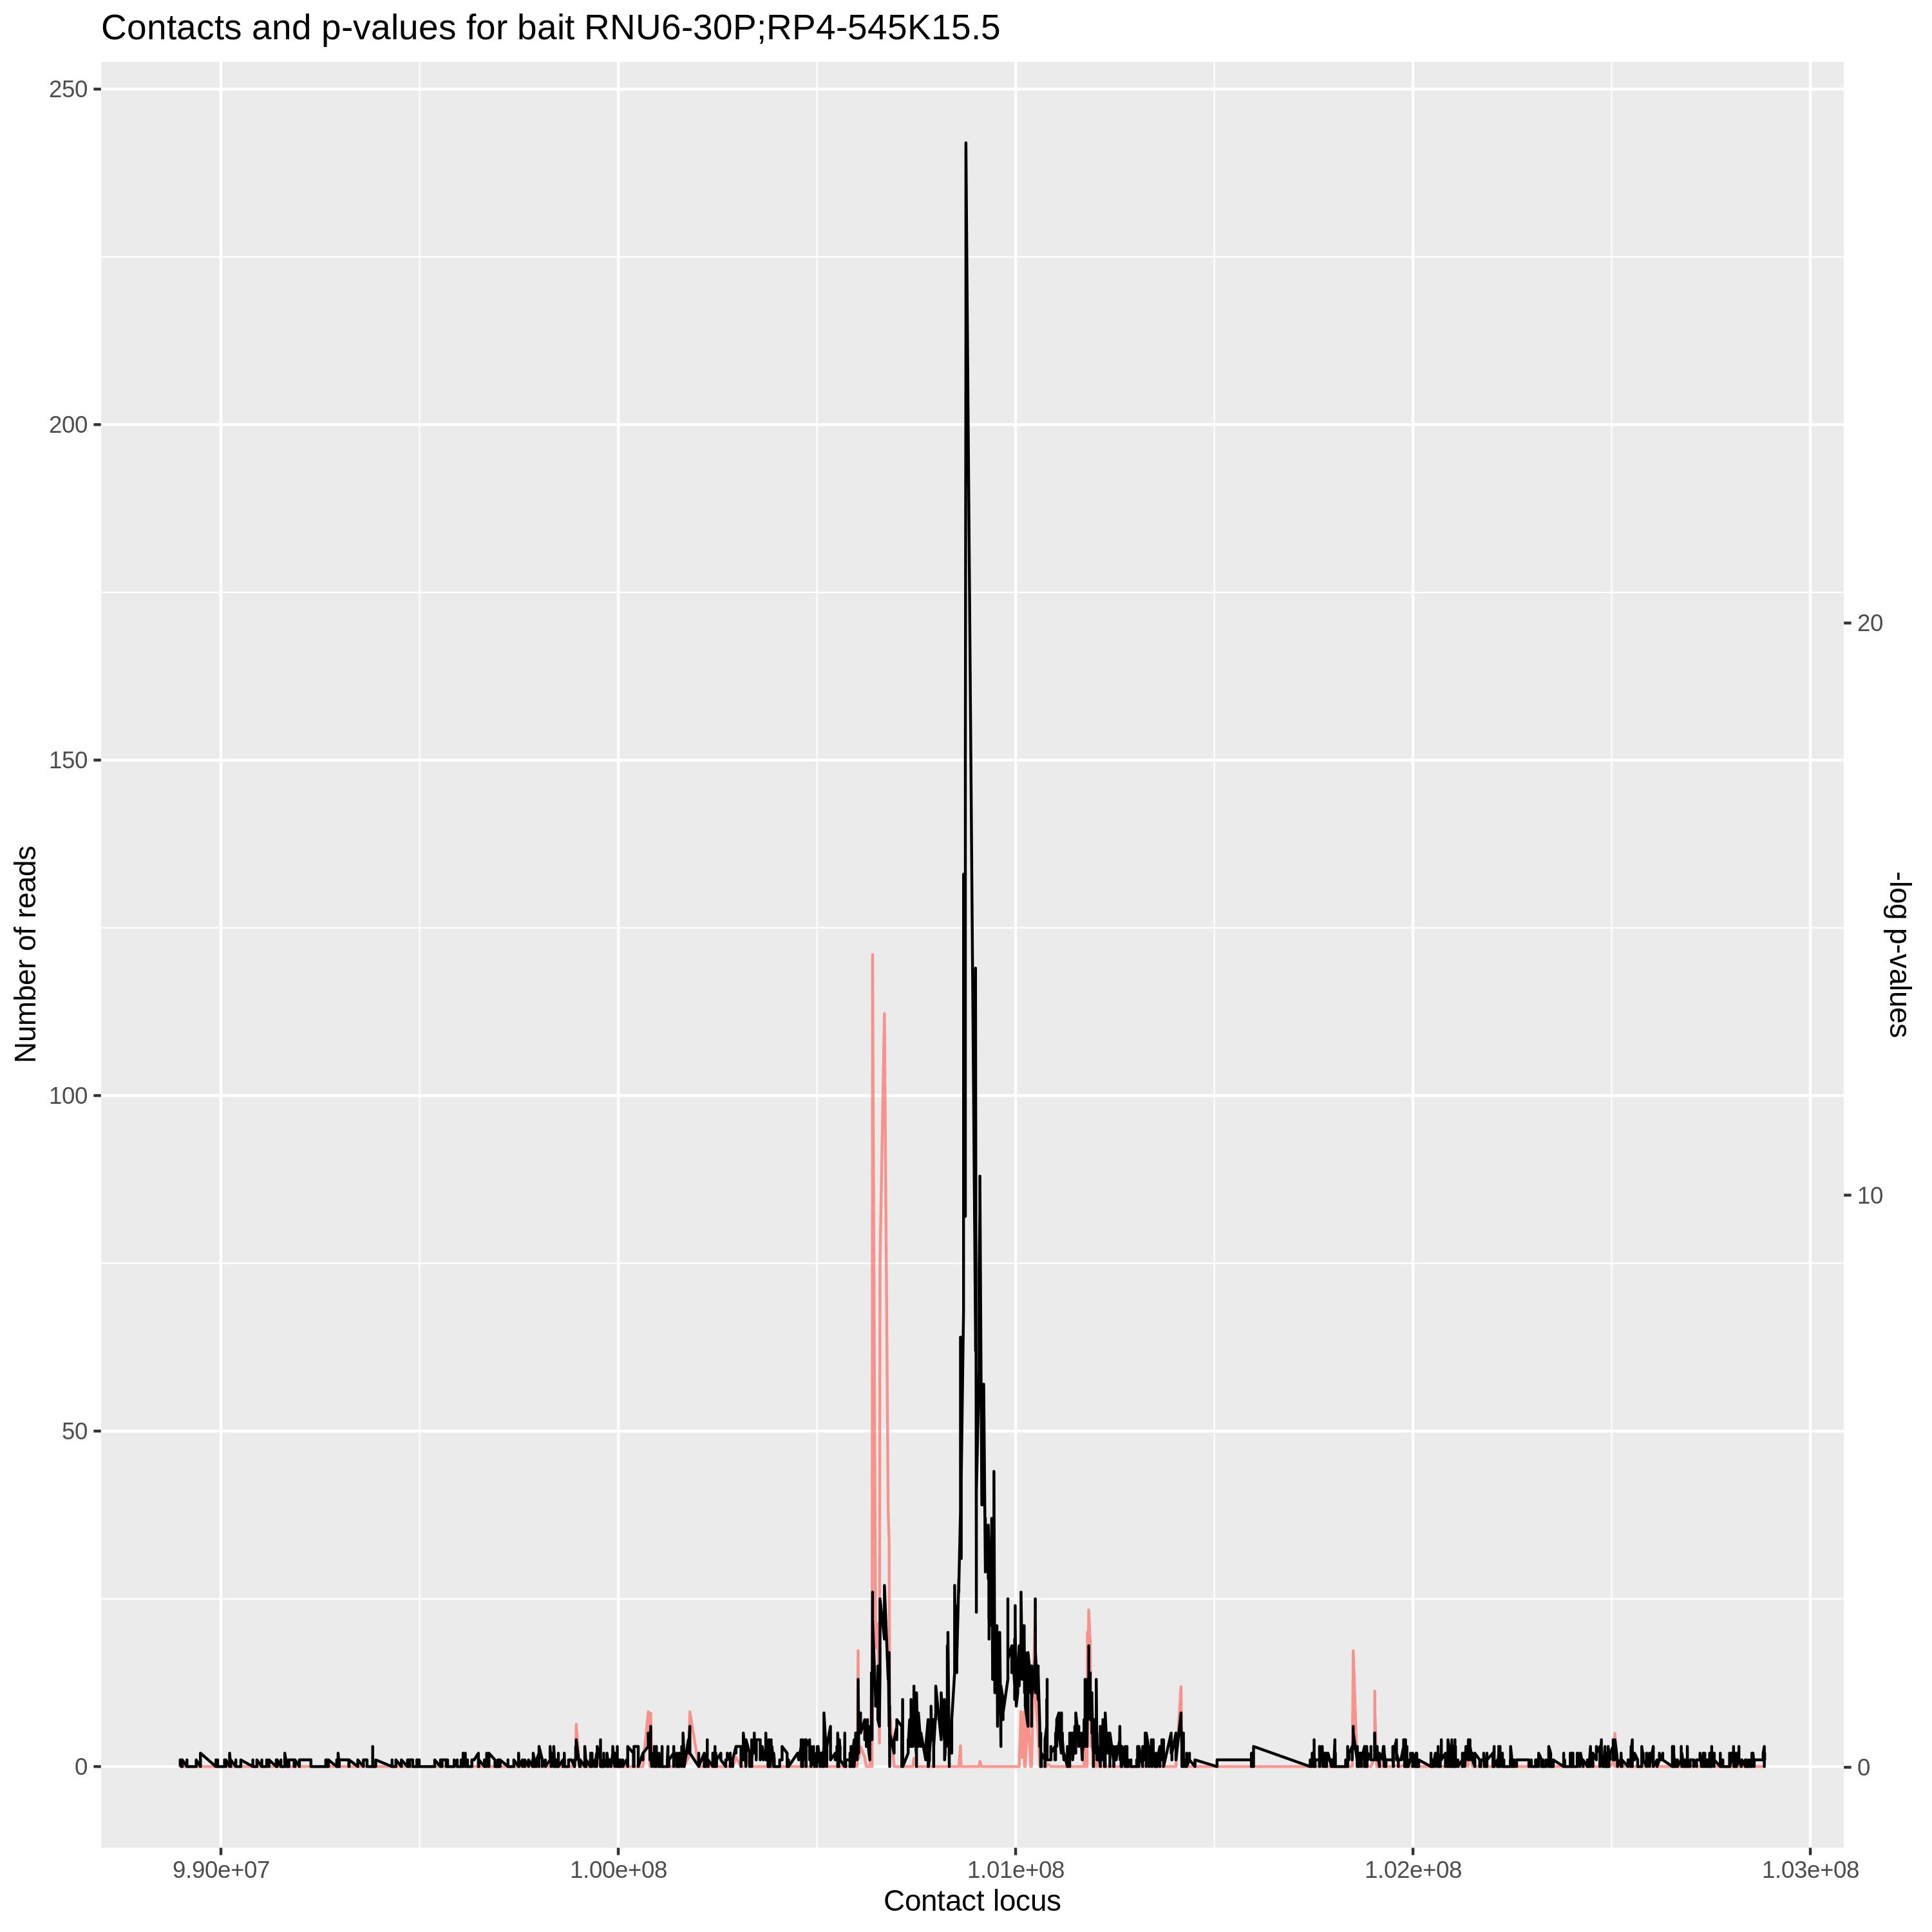 Contacts and p-values for bait RNU6-30P;RP4-545K15.5
250
200
150
100
50
0
Number of reads
20
10
0
-log p-values
9.90e+07
1.00e+08
1.01e+08
1.02e+08
1.03e+08
Contact locus